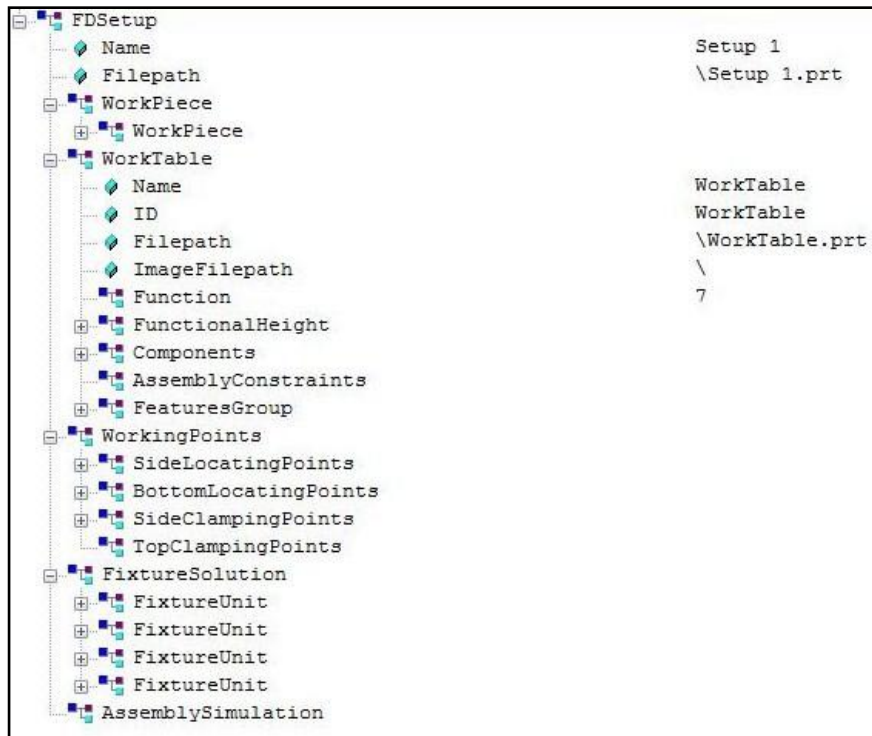 FDSetup
Name Setup 1
Filepath \Setup 1.prt
WorkPiece
WorkPiece
WorkTable
Name WorkTable
ID WorkTable
Filepath \WorkTable.prt
ImageFilepath \
Function 7
FunctionalHeight
Components
AssemblyConstraints
FeaturesGroup
WorkingPoints
SideLocatingPoints
BottomLocatingPoints
SideClampingPoints
TopClampingPoints
FixtureSolution
FixtureUnit
FixtureUnit
FixtureUnit
FixtureUnit
AssemblySimulation